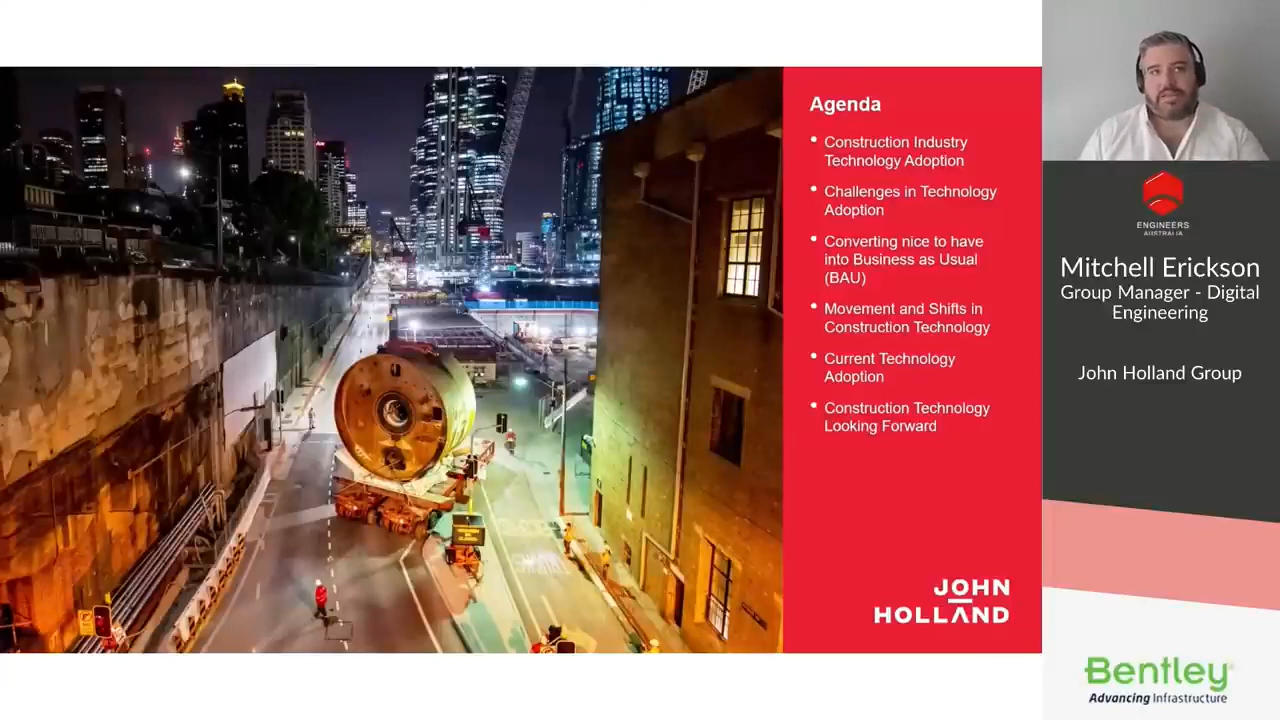 Agenda
• Construction Industry
Technology Adoption
• Challenges in Technology
Adoption
• Converting nice to have
into Business as Usual
(BAU)
• Movement and Shifts in
Construction Technology
• Current Technology
Adoption
• Construction Technology
Looking Forward
JOHN
HOLLAND
ENGINEERS
AUSTRALIA
Mitchell Erickson
Group Manager - Digital
Engineering
John Holland Group
Bentley
Advancing Infrastructure